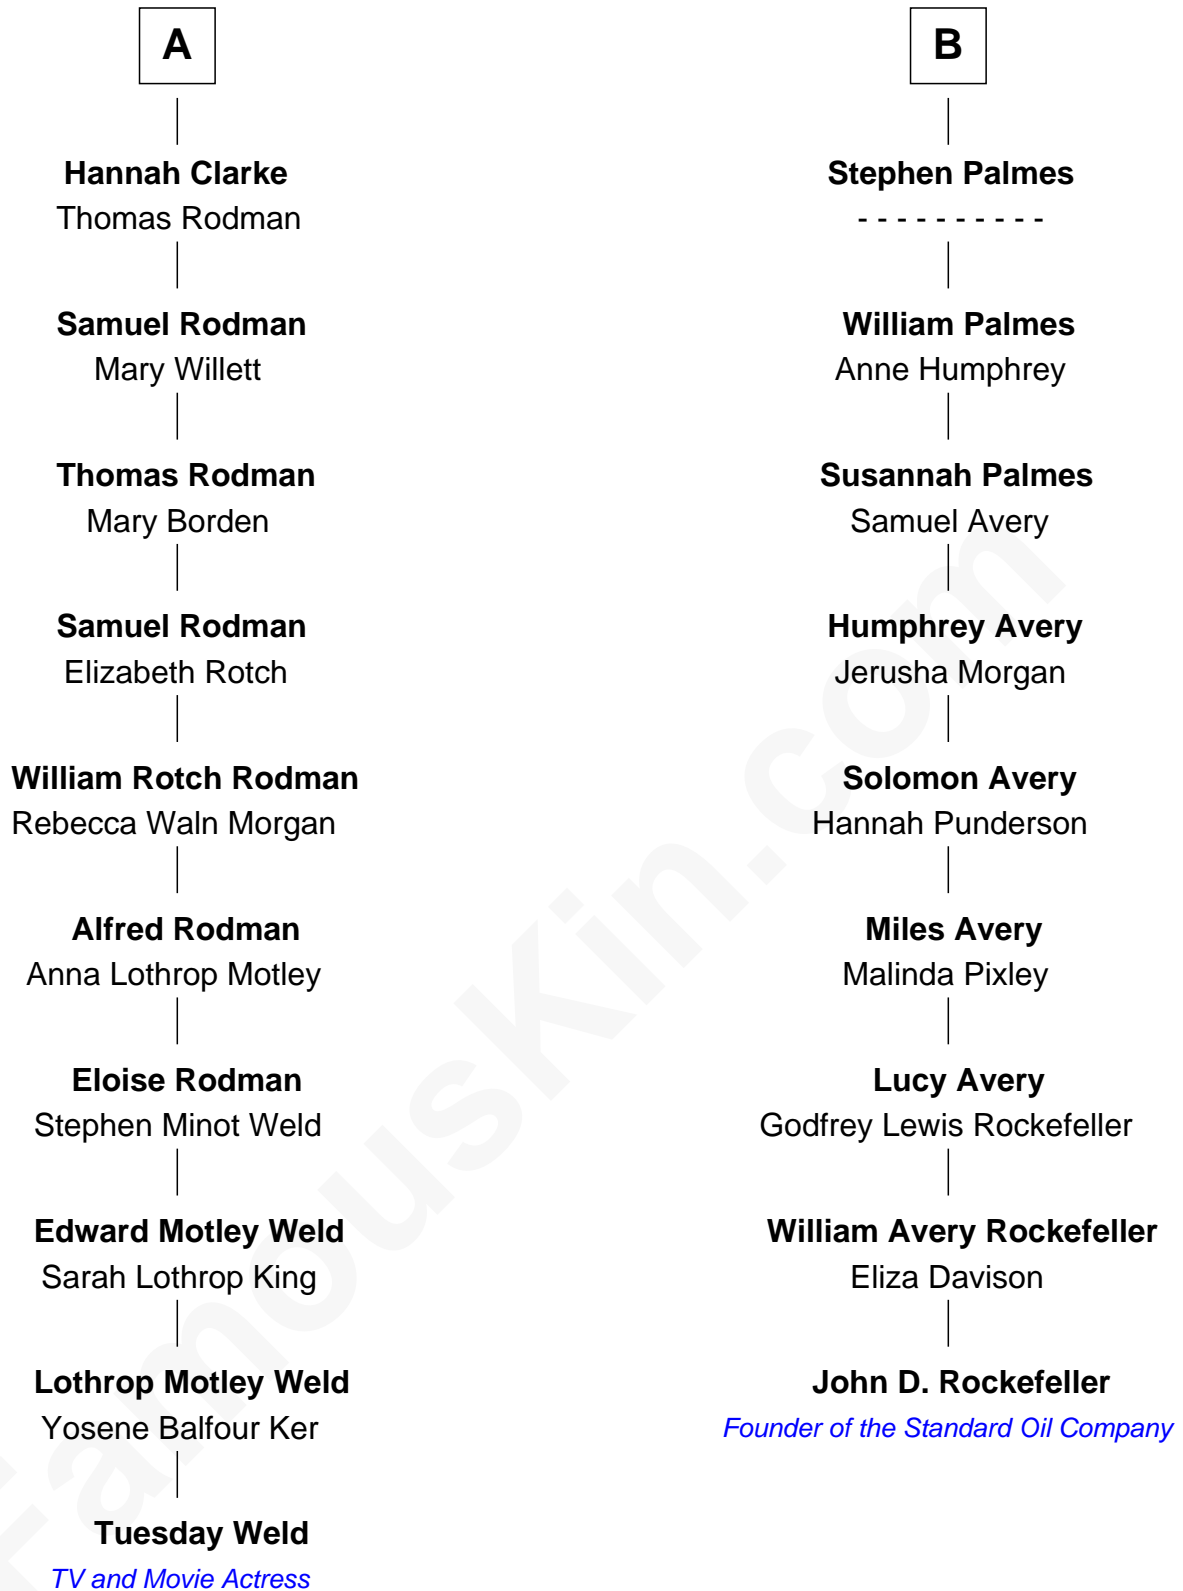 A
Hannah Clarke
Thomas Rodman
Samuel Rodman
Mary Willett
Thomas Rodman
Mary Borden
Samuel Rodman
Elizabeth Rotch
William Rotch Rodman
Rebecca Waln Morgan
Alfred Rodman
Anna Lothrop Motley
Eloise Rodman
Stephen Minot Weld
Edward Motley Weld
Sarah Lothrop King
Lothrop Motley Weld
Yosene Balfour Ker
Tuesday Weld
TV and Movie Actress
B
Stephen Palmes
- - - - - - - - - -
William Palmes
Anne Humphrey
Susannah Palmes
Samuel Avery
Humphrey Avery
Jerusha Morgan
Solomon Avery
Hannah Punderson
Miles Avery
Malinda Pixley
Lucy Avery
Godfrey Lewis Rockefeller
William Avery Rockefeller
Eliza Davison
John D. Rockefeller
Founder of the Standard Oil Company
FamousKin.com